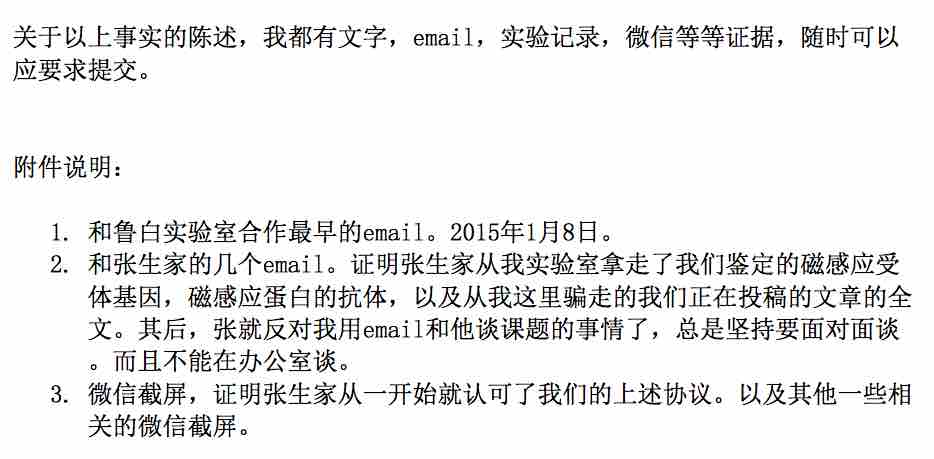 关于以上事实的陈述，我都有文字，email，实验记录，微信等等证据，随时可以
应要求提交。
附件说明：
1. 和鲁白实验室合作最早的email。2015年1月8日。
2. 和张生家的几个email。证明张生家从我实验室拿走了我们鉴定的磁感应受
体基因，磁感应蛋白的抗体，以及从我这里骗走的我们正在投稿的文章的全
文。其后，张就反对我用email和他谈课题的事情了，总是坚持要面对面谈
。而且不能在办公室谈。
3. 微信截屏，证明张生家从一开始就认可了我们的上述协议。以及其他一些相
关的微信截屏。